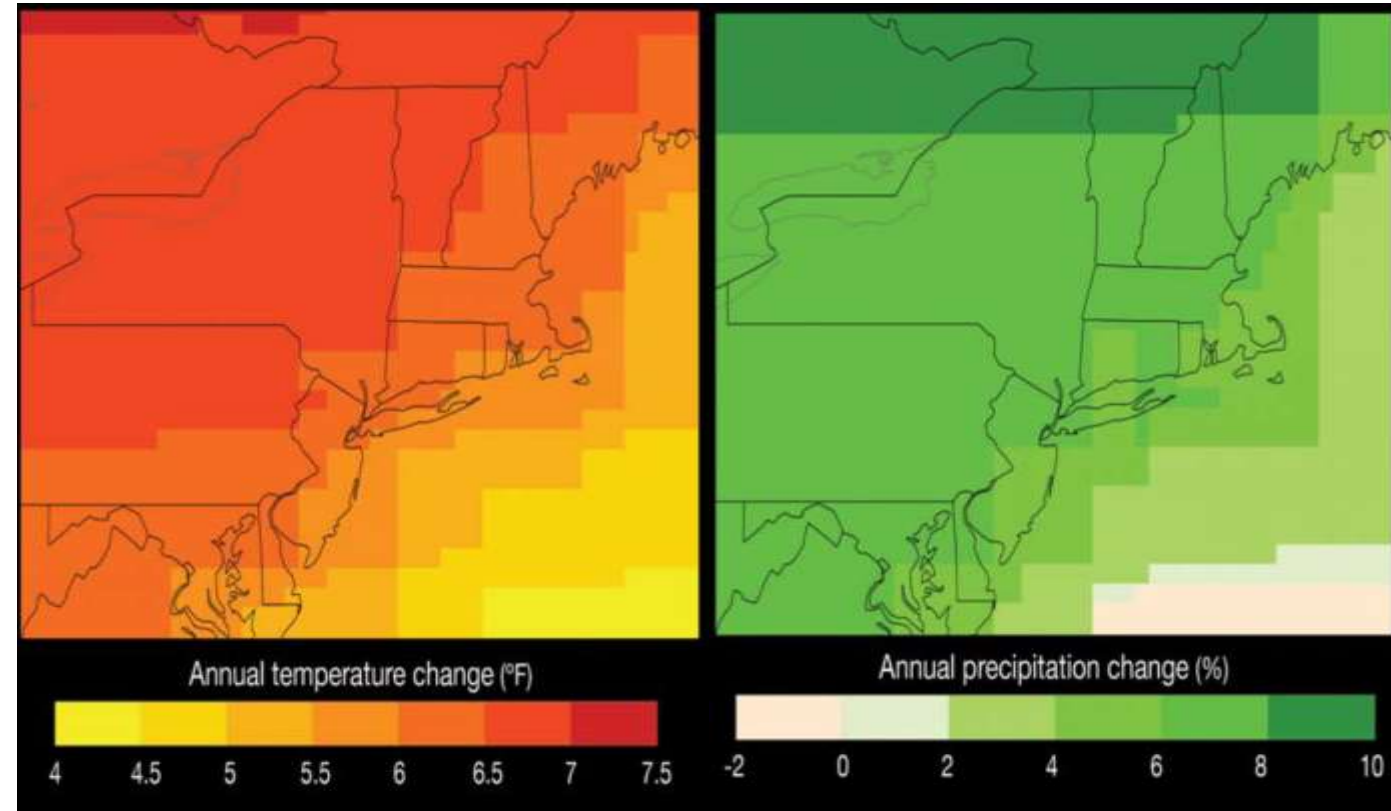 Annual temperature change (°F)
4 4.5 5 5.5 6 6.5 7 7.5
Annual precipitation change (%)
-2 0 2 4 6 8 10